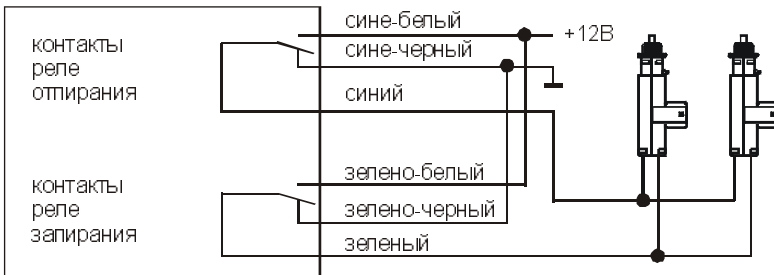 контакты
реле
отпирания
сине-белый
сине-черный
синий
+12В
контакты
реле
запирания
зелено-белый
зелено-черный
зеленый